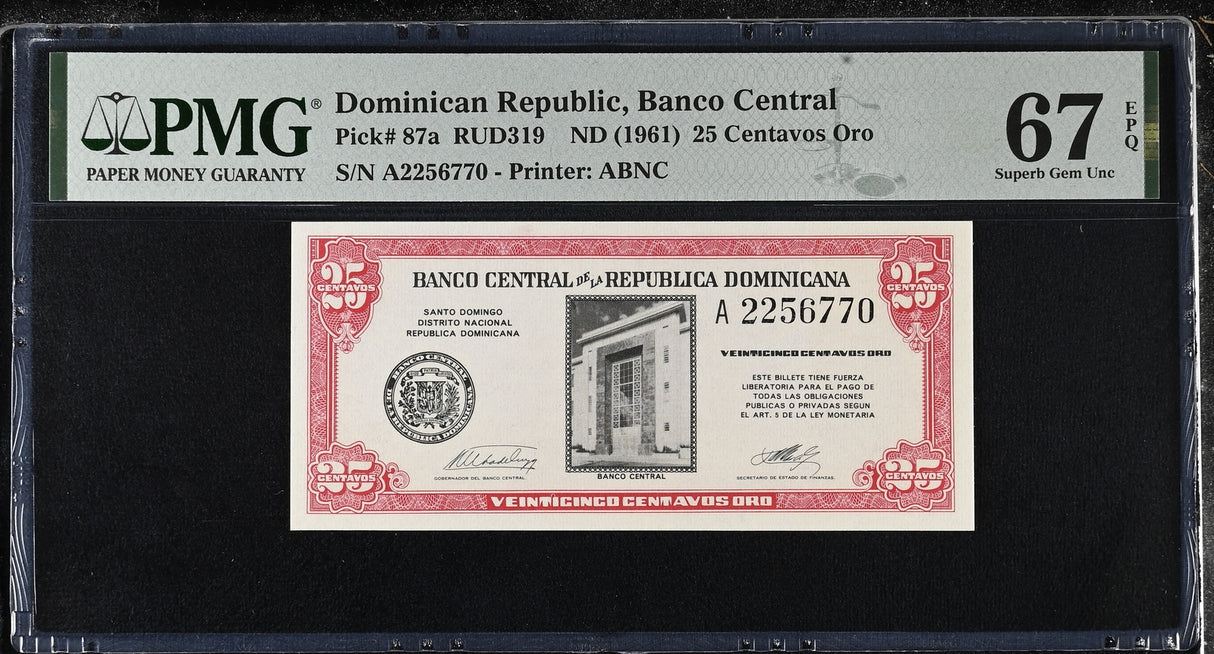 PMG®
PAPER MONEY GUARANTY
Dominican Republic, Banco Central
Pick# 87a RUD319 ND (1961) 25 Centavos Oro
S/N A2256770 - Printer: ABNC
67
EPQ
Superb Gem Unc
25 CENTAVOS
25 CENTAVOS
BANCO CENTRAL DE LA REPUBLICA DOMINICANA
SANTO DOMINGO
DISTRITO NACIONAL
REPUBLICA DOMINICANA
A 2256770
VEINTICINCO CENTAVOS ORO
ESTE BILLETE TIENE FUERZA
LIBERATORIA PARA EL PAGO DE
TODAS LAS OBLIGACIONES
PUBLICAS O PRIVADAS SEGUN
EL ART. 5 DE LA LEY MONETARIA
BANCO CENTRAL
DE LA REPUBLICA DOMINICANA
GOBERNADOR DEL BANCO CENTRAL
BANCO CENTRAL
SECRETARIO DE ESTADO DE FINANZAS.
25 CENTAVOS
25 CENTAVOS
VEINTICINCO CENTAVOS ORO